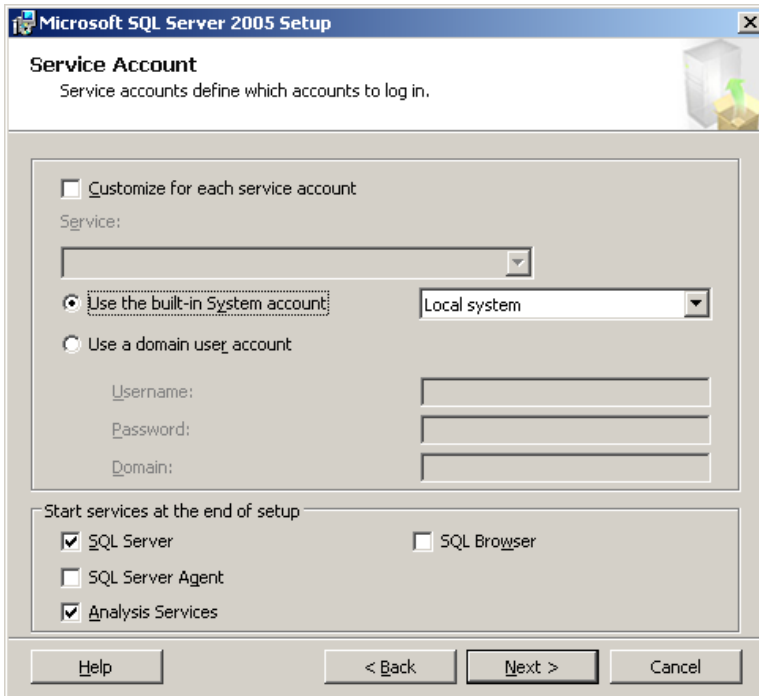 Microsoft SQL Server 2005 Setup
Service Account
Service accounts define which accounts to log in.
Customize for each service account
Service:
Use the built-in System account
Local system
Use a domain user account
Username:
Password:
Domain:
Start services at the end of setup
SQL Server
SQL Browser
SQL Server Agent
Analysis Services
Help
< Back
Next >
Cancel